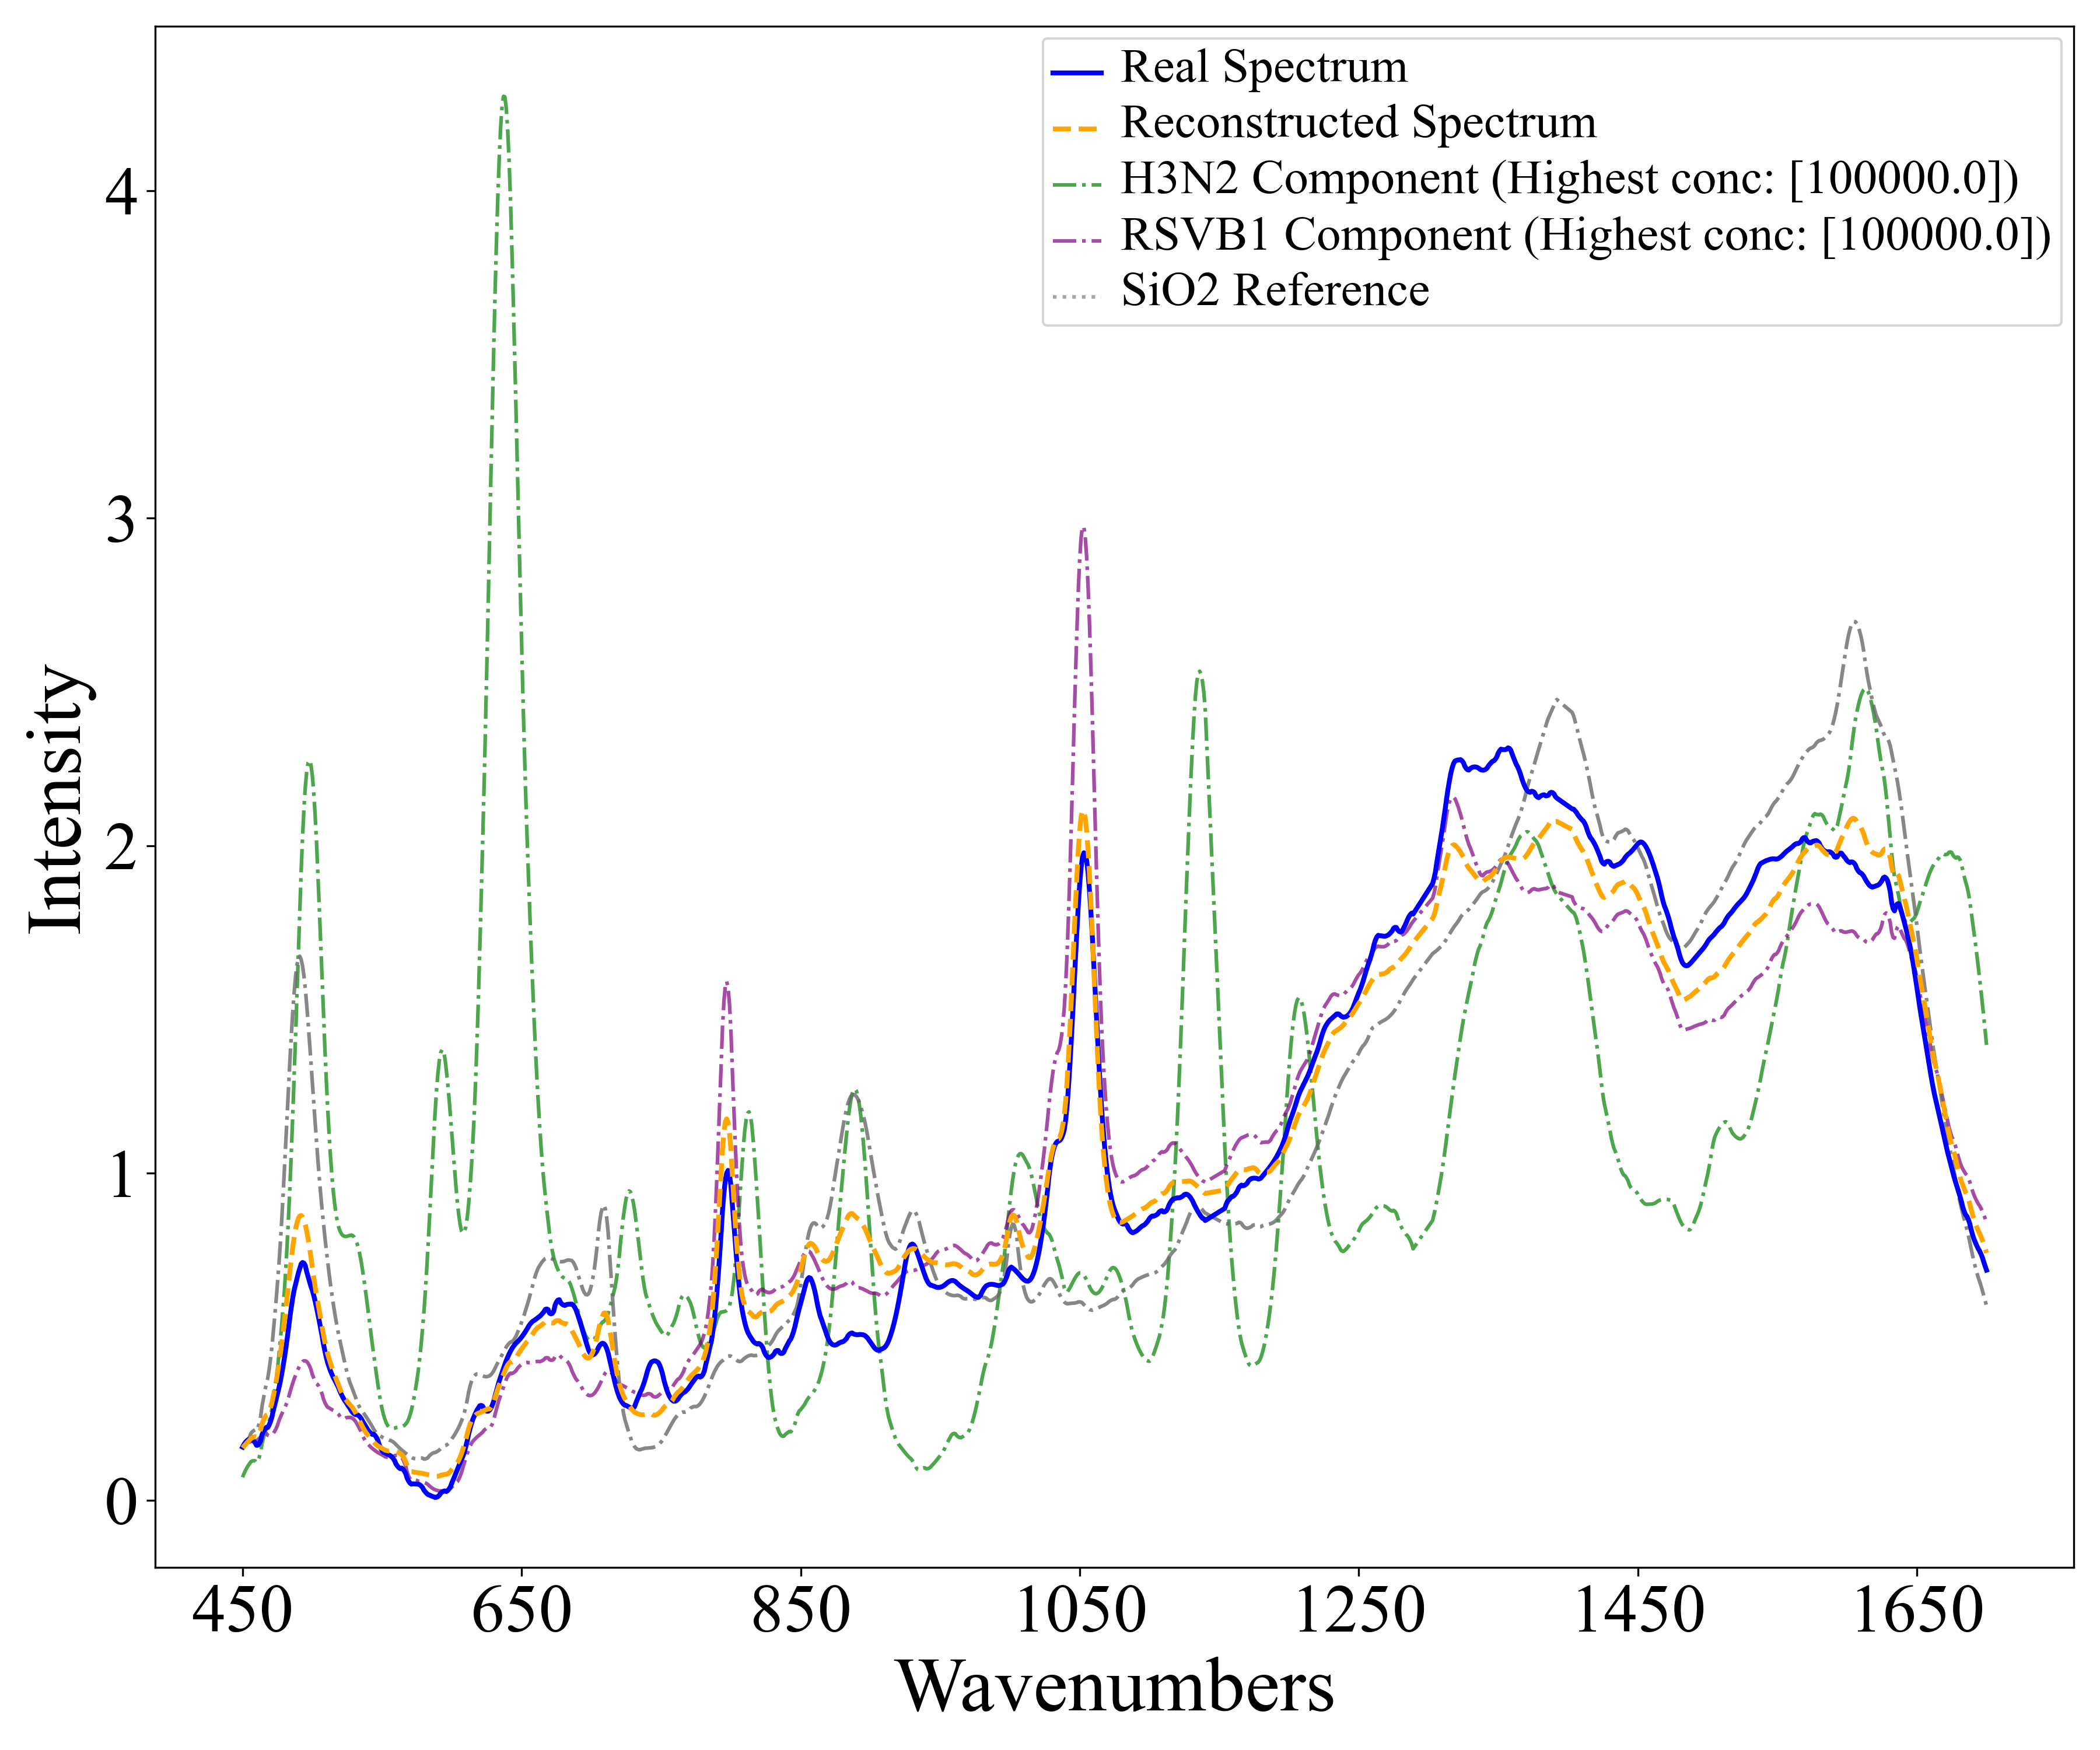 Real Spectrum
Reconstructed Spectrum
H3N2 Component (Highest conc: [100000.0])
RSVB1 Component (Highest conc: [100000.0])
SiO2 Reference
Intensity
4
3
2
1
0
450 650 850 1050 1250 1450 1650
Wavenumbers